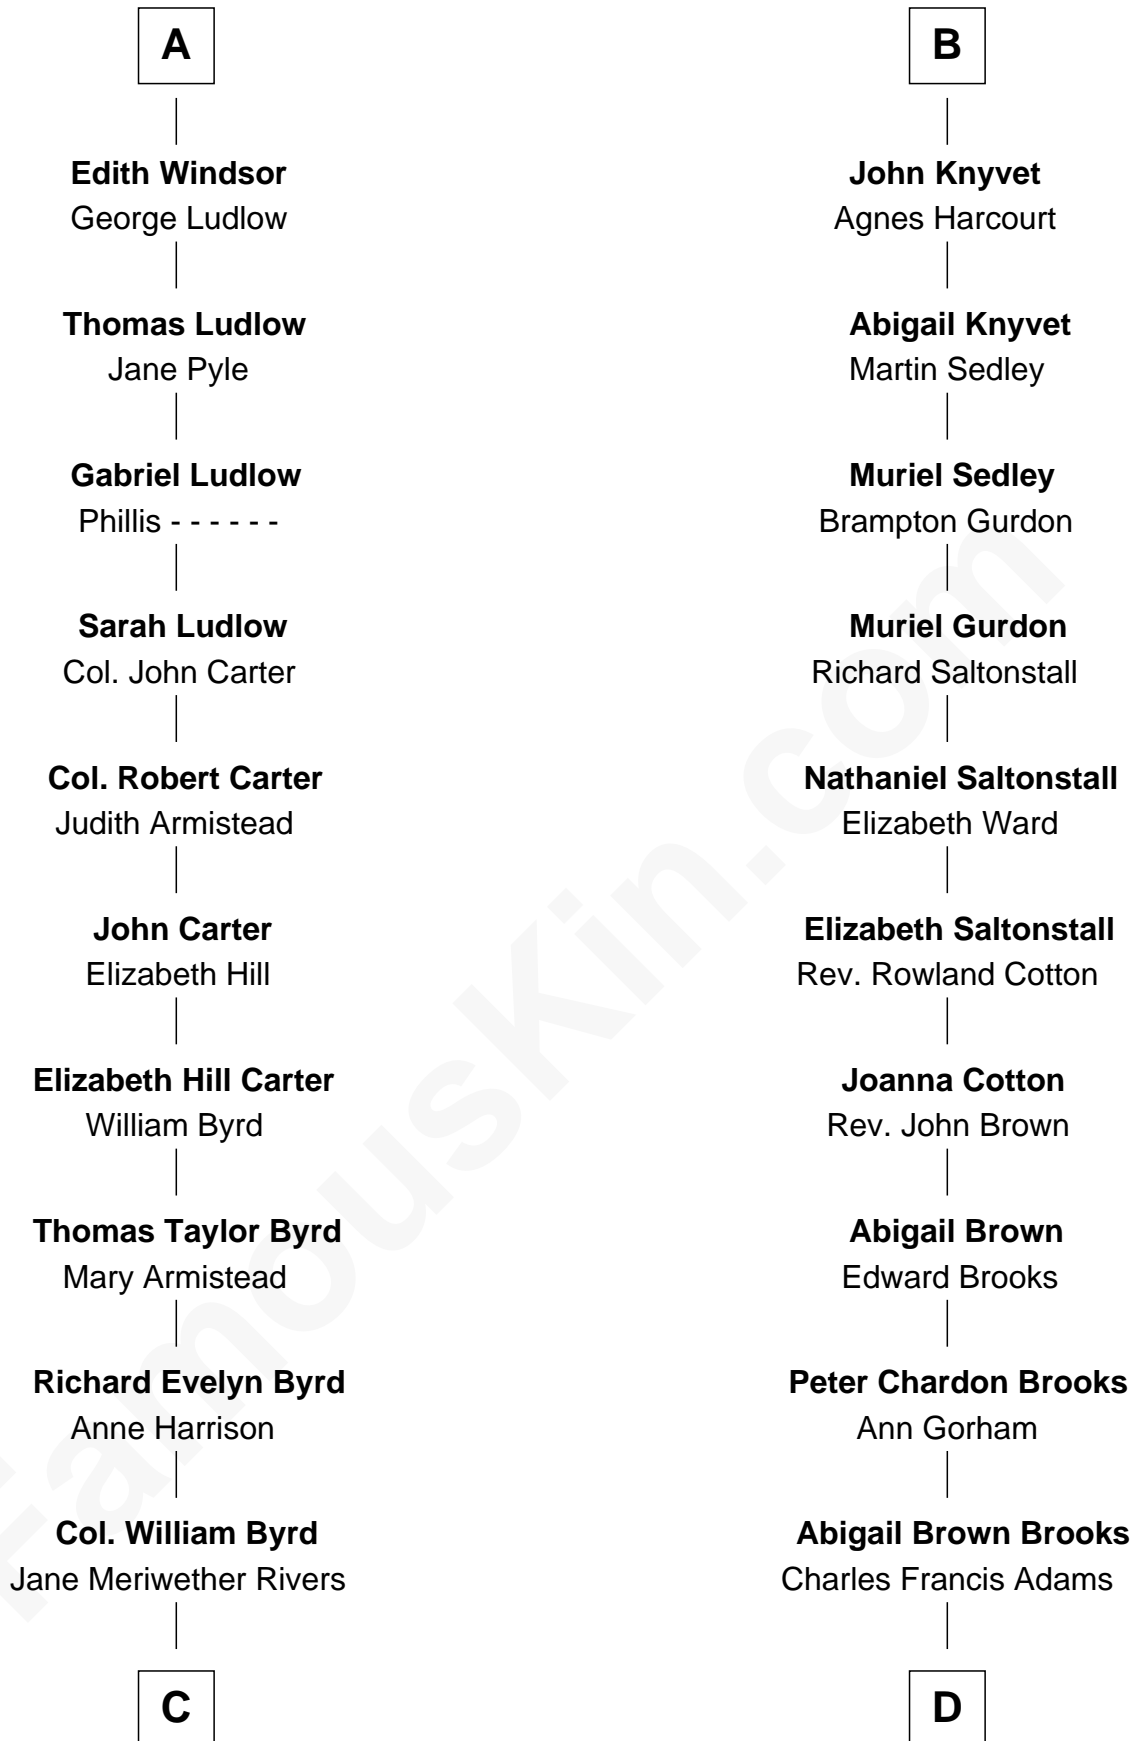 A
Edith Windsor
George Ludlow
Thomas Ludlow
Jane Pyle
Gabriel Ludlow
Phillis - - - - - -
Sarah Ludlow
Col. John Carter
Col. Robert Carter
Judith Armistead
John Carter
Elizabeth Hill
Elizabeth Hill Carter
William Byrd
Thomas Taylor Byrd
Mary Armistead
Richard Evelyn Byrd
Anne Harrison
Col. William Byrd
Jane Meriwether Rivers
C
B
John Knyvet
Agnes Harcourt
Abigail Knyvet
Martin Sedley
Muriel Sedley
Brampton Gurdon
Muriel Gurdon
Richard Saltonstall
Nathaniel Saltonstall
Elizabeth Ward
Elizabeth Saltonstall
Rev. Rowland Cotton
Joanna Cotton
Rev. John Brown
Abigail Brown
Edward Brooks
Peter Chardon Brooks
Ann Gorham
Abigail Brown Brooks
Charles Francis Adams
D
FamousKin.com